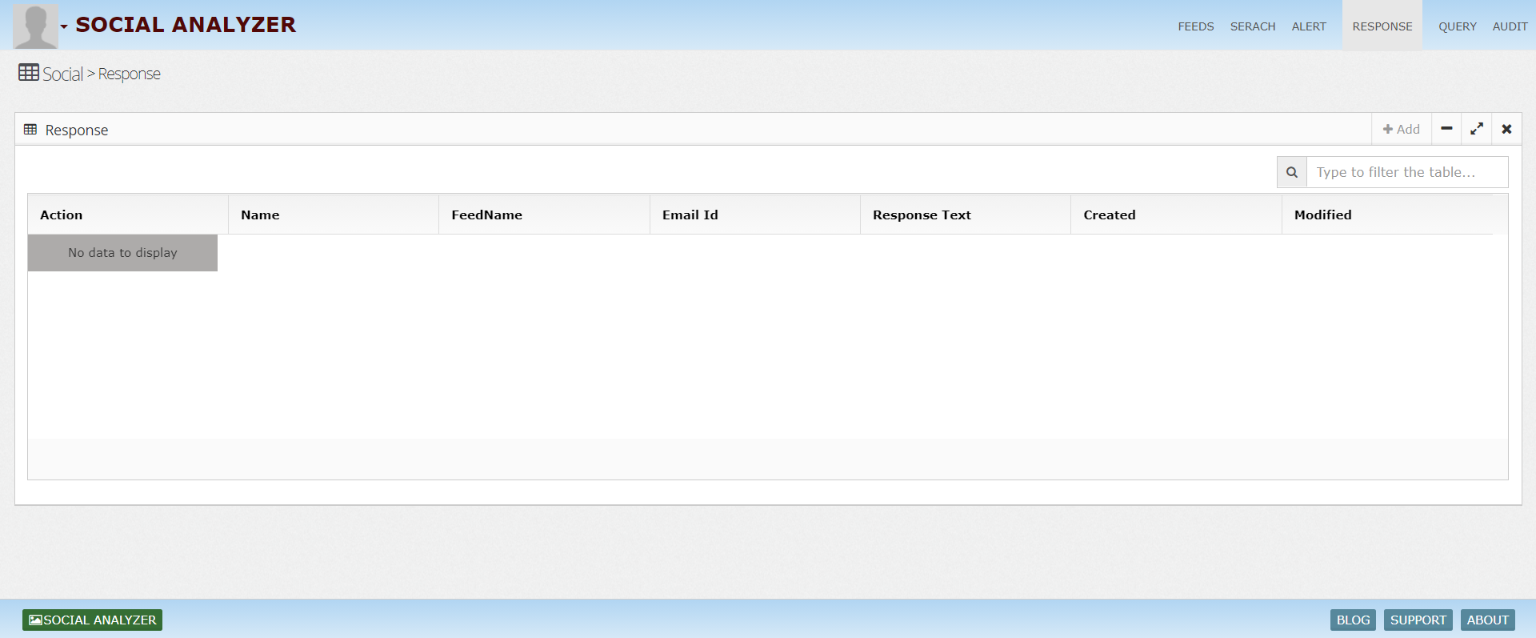 SOCIAL ANALYZER
FEEDS SERACH ALERT RESPONSE QUERY AUDIT
Social > Response
Response
Add
Type to filter the table...
Action Name FeedName Email Id Response Text Created Modified
No data to display
SOCIAL ANALYZER
BLOG SUPPORT ABOUT